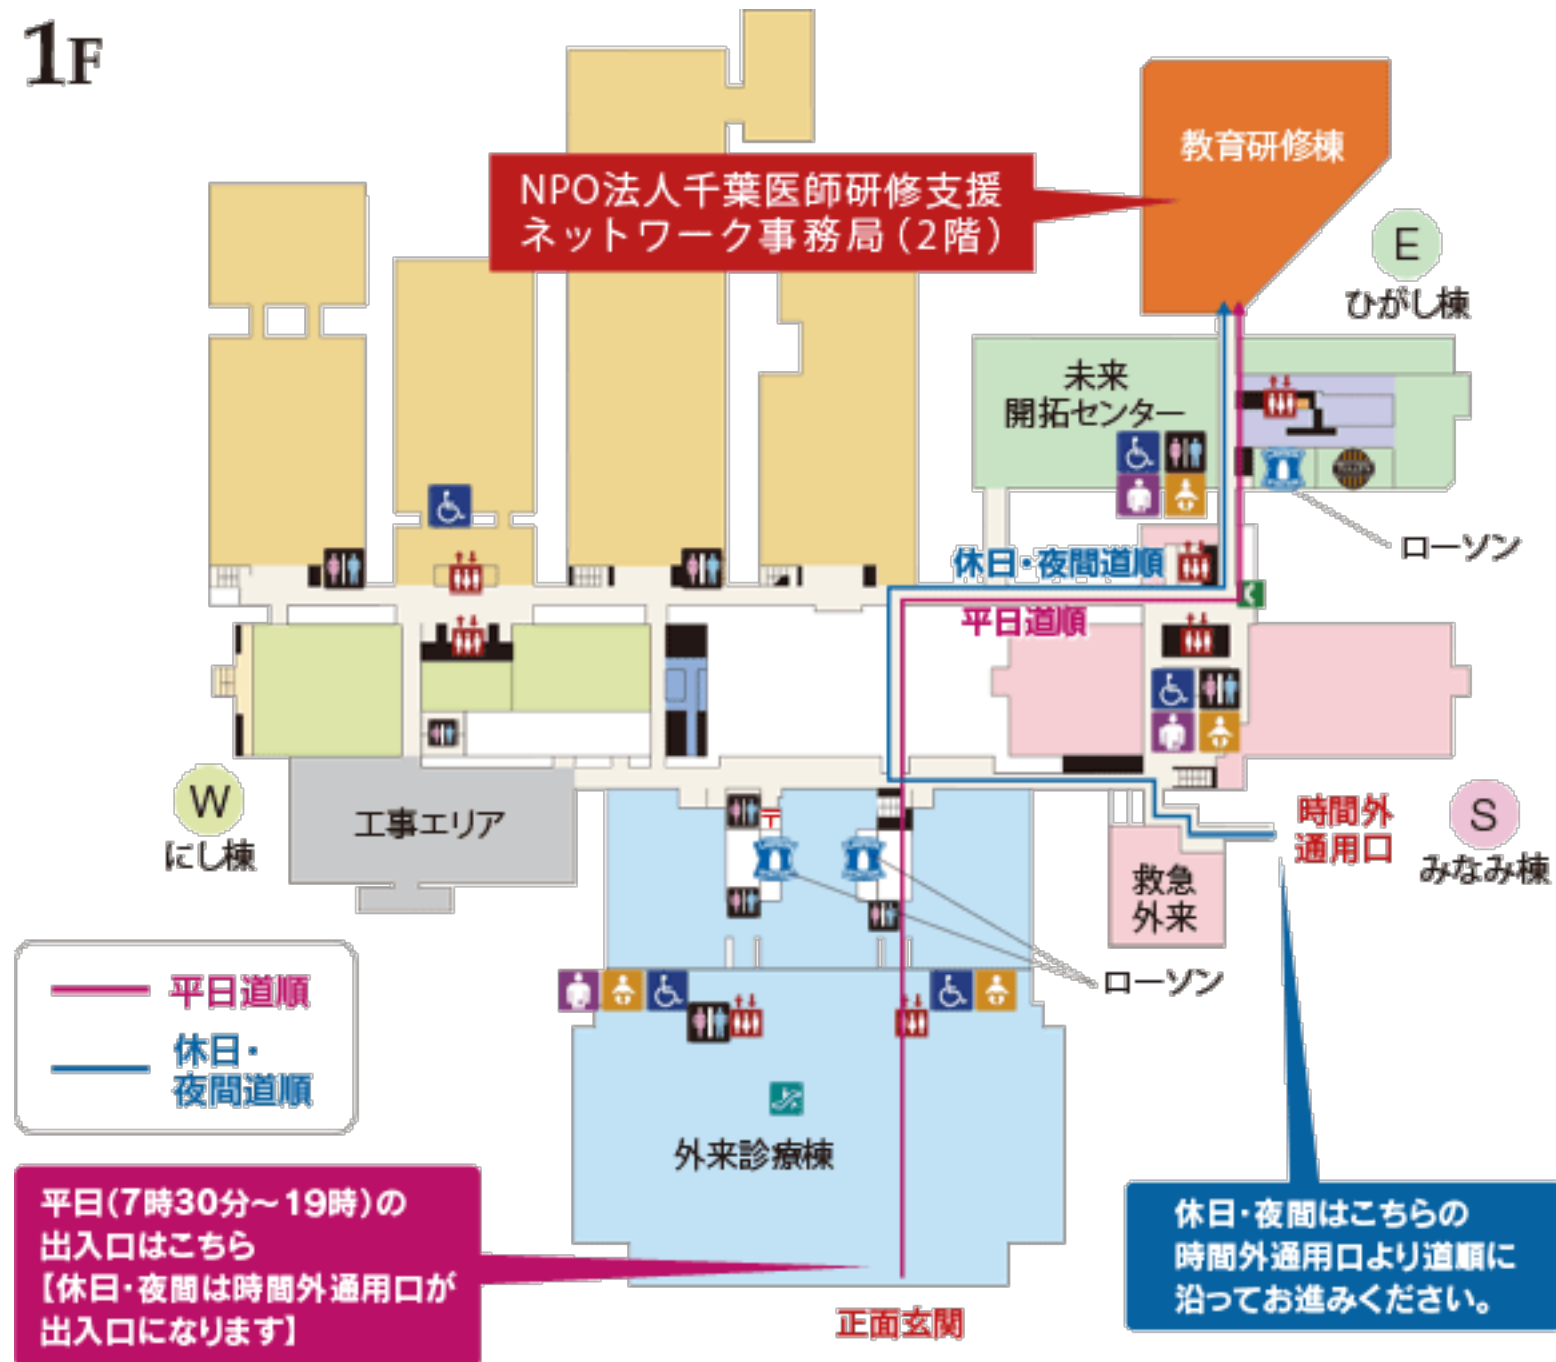 1F
教育研修棟
NPO法人千葉医師研修支援
ネットワーク事務局（2階）
E
ひがし棟
未来
開拓センター
ローソン
休日・夜間道順
平日道順
W
にし棟
工事エリア
時間外
通用口
S
みなみ棟
救急
外来
ローソン
平日道順
休日・
夜間道順
外来診療棟
平日（7時30分〜19時）の
出入口はこちら
【休日・夜間は時間外通用口が
出入口になります】
正面玄関
休日・夜間はこちらの
時間外通用口より道順に
沿ってお進みください。